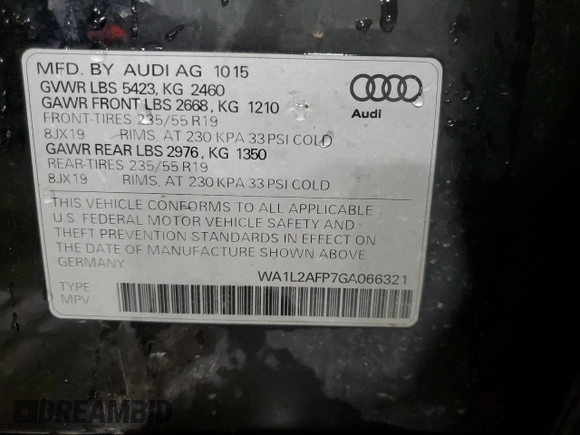 MFD. BY AUDI AG 1015
GVWR LBS 5423, KG 2460
GAWR FRONT LBS 2668, KG 1210
FRONT-TIRES 235/55 R19
8JX19 RIMS, AT 230 KPA 33 PSI COLD
GAWR REAR LBS 2976, KG 1350
REAR-TIRES 235/55 R19
8JX19 RIMS, AT 230 KPA 33 PSI COLD
Audi
THIS VEHICLE CONFORMS TO ALL APPLICABLE
U.S. FEDERAL MOTOR VEHICLE SAFETY AND
THEFT PREVENTION STANDARDS IN EFFECT ON
THE DATE OF MANUFACTURE SHOWN ABOVE
GERMANY
WA1L2AFP7GA066321
TYPE
MPV
DREAMBID